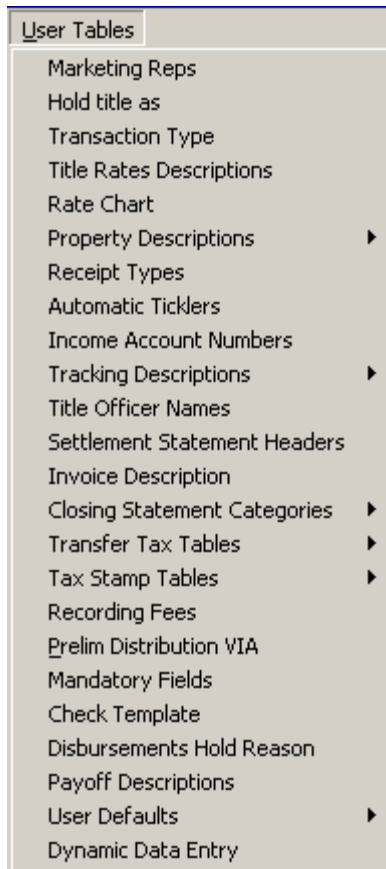 User Tables
Marketing Reps
Hold title as
Transaction Type
Title Rates Descriptions
Rate Chart
Property Descriptions
Receipt Types
Automatic Ticklers
Income Account Numbers
Tracking Descriptions
Title Officer Names
Settlement Statement Headers
Invoice Description
Closing Statement Categories
Transfer Tax Tables
Tax Stamp Tables
Recording Fees
Prelim Distribution VIA
Mandatory Fields
Check Template
Disbursements Hold Reason
Payoff Descriptions
User Defaults
Dynamic Data Entry